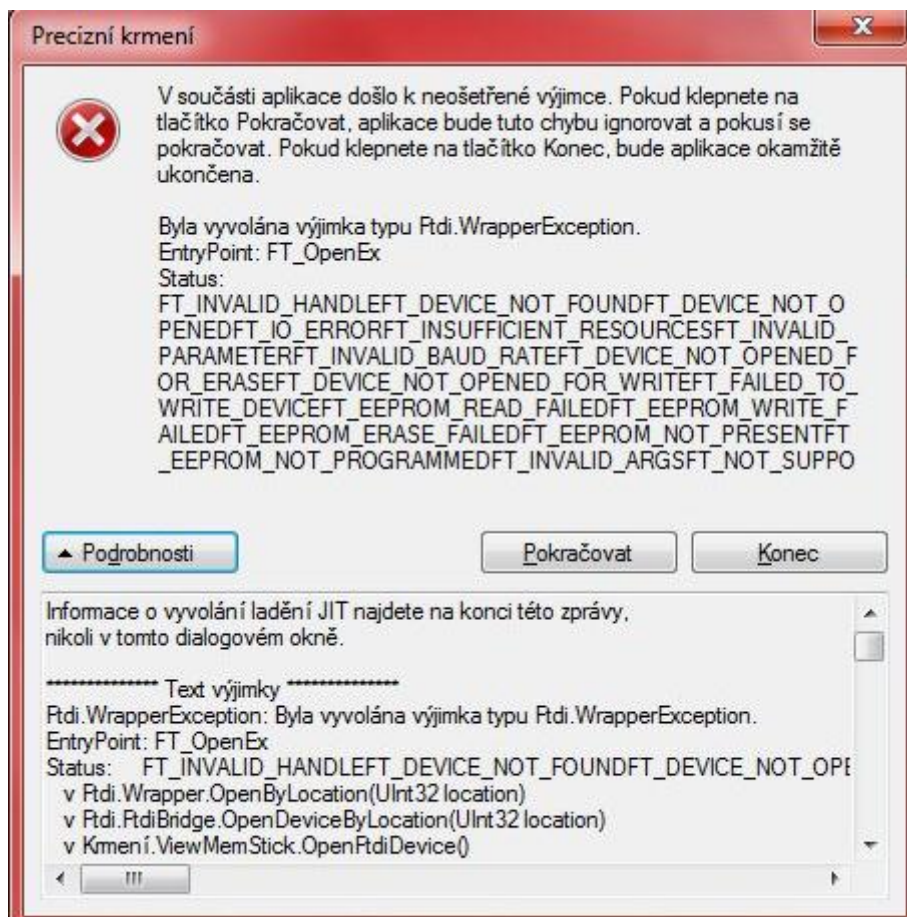 Precizní krmení
V součásti aplikace došlo k neošetřené výjimce. Pokud klepnete na
tlačítko Pokračovat, aplikace bude tuto chybu ignorovat a pokusí se
pokračovat. Pokud klepnete na tlačítko Konec, bude aplikace okamžitě
ukončena.
Byla vyvolána výjimka typu Ftdi.WrapperException.
EntryPoint: FT_OpenEx
Status:
FT_INVALID_HANDLEFT_DEVICE_NOT_FOUNDFT_DEVICE_NOT_O
PENEDFT_IO_ERRORFT_INSUFFICIENT_RESOURCESFT_INVALID_
PARAMETERFT_INVALID_BAUD_RATEFT_DEVICE_NOT_OPENED_F
OR_ERASEFT_DEVICE_NOT_OPENED_FOR_WRITEFT_FAILED_TO_
WRITE_DEVICEFT_EEPROM_READ_FAILEDFT_EEPROM_WRITE_F
AILEDFT_EEPROM_ERASE_FAILEDFT_EEPROM_NOT_PRESENTFT
_EEPROM_NOT_PROGRAMMEDFT_INVALID_ARGSFT_NOT_SUPPO
Podrobnosti
Pokračovat
Konec
Informace o vyvolání ladění JIT najdete na konci této zprávy,
nikoli v tomto dialogovém okně.
************** Text výjimky **************
Ftdi.WrapperException: Byla vyvolána výjimka typu Ftdi.WrapperException.
EntryPoint: FT_OpenEx
Status: FT_INVALID_HANDLEFT_DEVICE_NOT_FOUNDFT_DEVICE_NOT_OPE
v Ftdi.Wrapper.OpenByLocation(UInt32 location)
v Ftdi.FtdiBridge.OpenDeviceByLocation(UInt32 location)
v Krmení.ViewMemStick.OpenFtdiDevice()